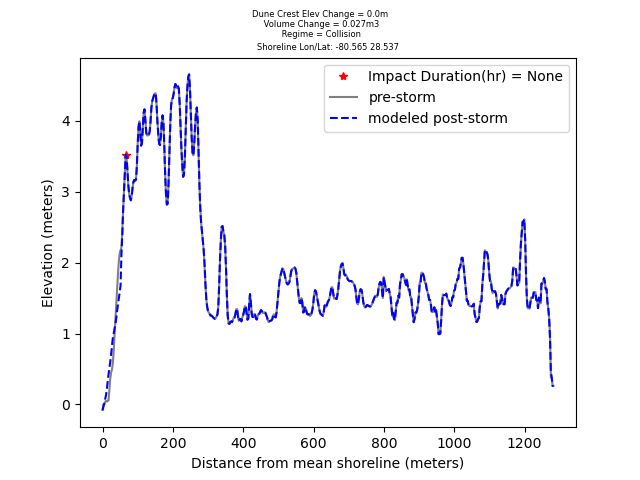 Dune Crest Elev Change = 0.0m
Volume Change = 0.027m3
Regime = Collision
Shoreline Lon/Lat: -80.565 28.537
Impact Duration(hr) = None
pre-storm
modeled post-storm
Elevation (meters)
4
3
2
1
0
0 200 400 600 800 1000 1200
Distance from mean shoreline (meters)